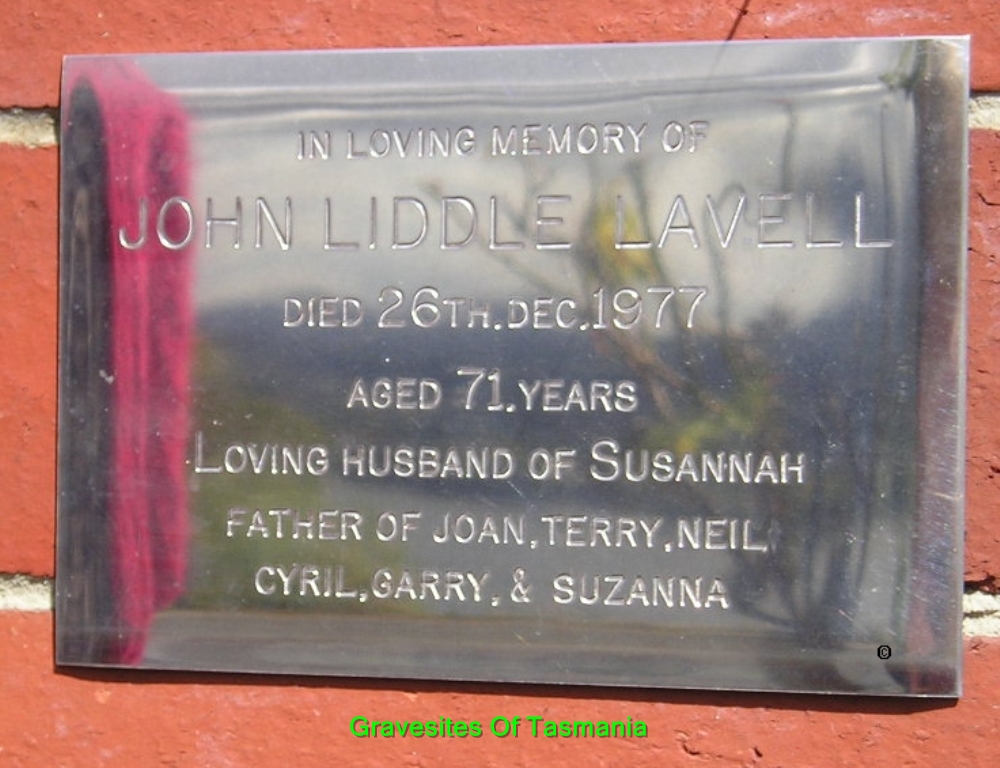 IN LOVING MEMORY OF
JOHN LIDDLE LAVELL
DIED 26TH.DEC.1977
AGED 71.YEARS
LOVING HUSBAND OF SUSANNAH
FATHER OF JOAN,TERRY,NEIL,
CYRIL,GARRY,& SUZANNA
©
Gravesites Of Tasmania